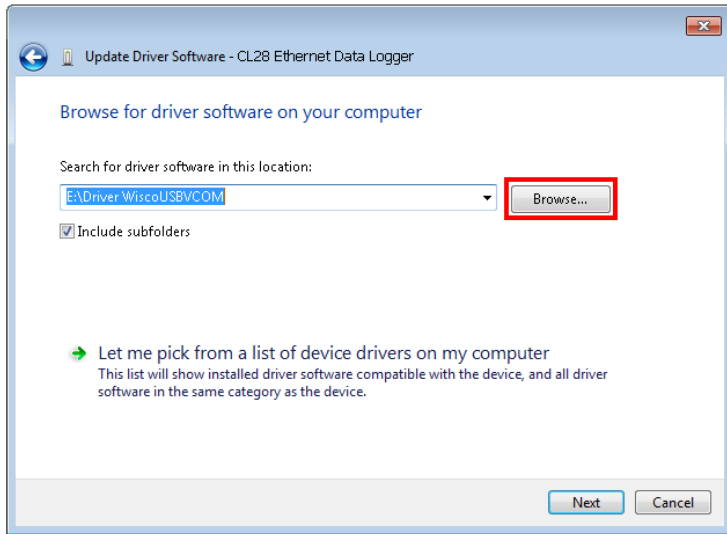 Update Driver Software - CL28 Ethernet Data Logger
Browse for driver software on your computer
Search for driver software in this location:
E:\Driver WiscoUSBVCOM
Browse...
Include subfolders
Let me pick from a list of device drivers on my computer
This list will show installed driver software compatible with the device, and all driver
software in the same category as the device.
Next
Cancel